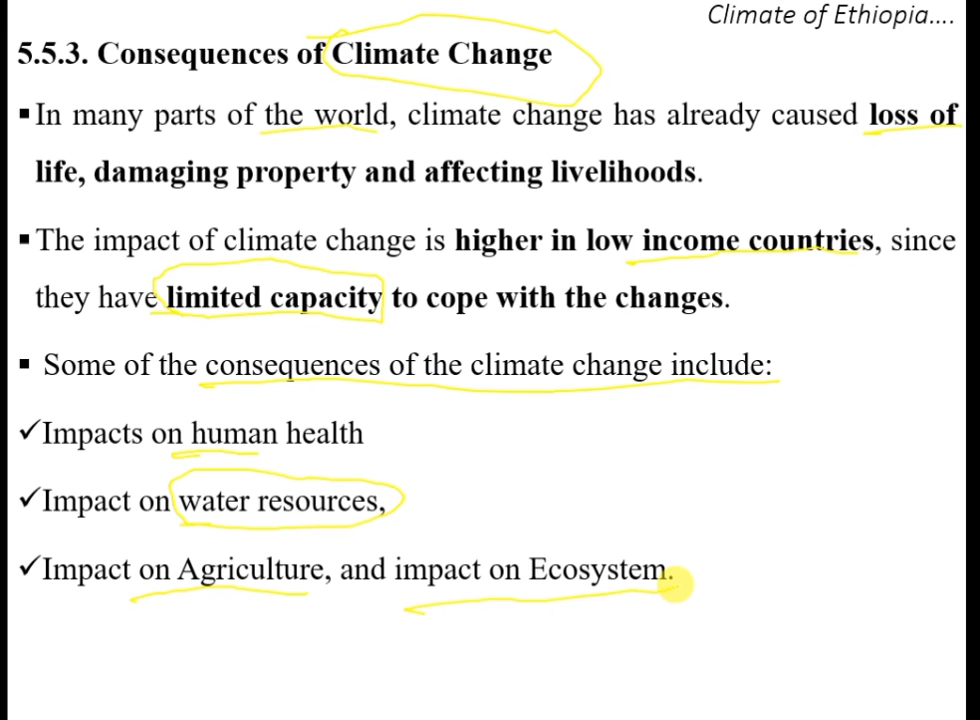 Climate of Ethiopia....
5.5.3. Consequences of Climate Change
▪ In many parts of the world, climate change has already caused loss of
life, damaging property and affecting livelihoods.
▪ The impact of climate change is higher in low income countries, since
they have limited capacity to cope with the changes.
▪ Some of the consequences of the climate change include:
✓Impacts on human health
✓Impact on water resources,
✓Impact on Agriculture, and impact on Ecosystem.